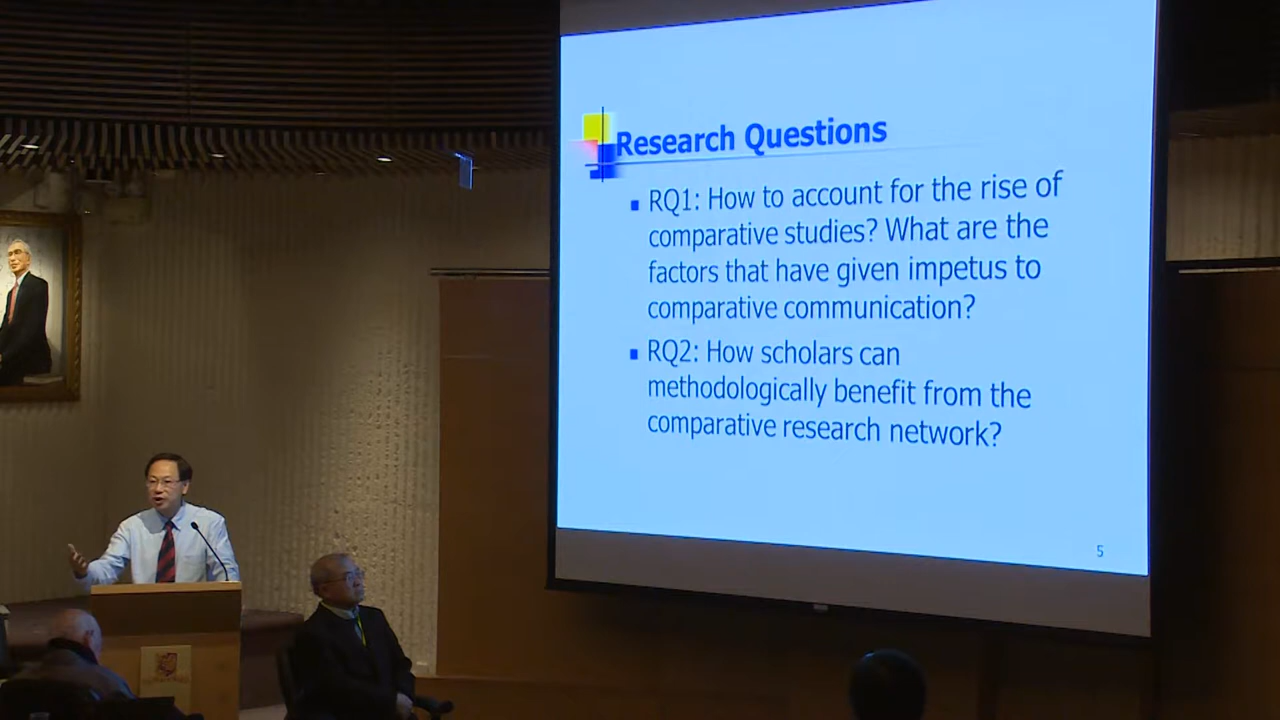 Research Questions
RQ1: How to account for the rise of
comparative studies? What are the
factors that have given impetus to
comparative communication?
RQ2: How scholars can
methodologically benefit from the
comparative research network?
5